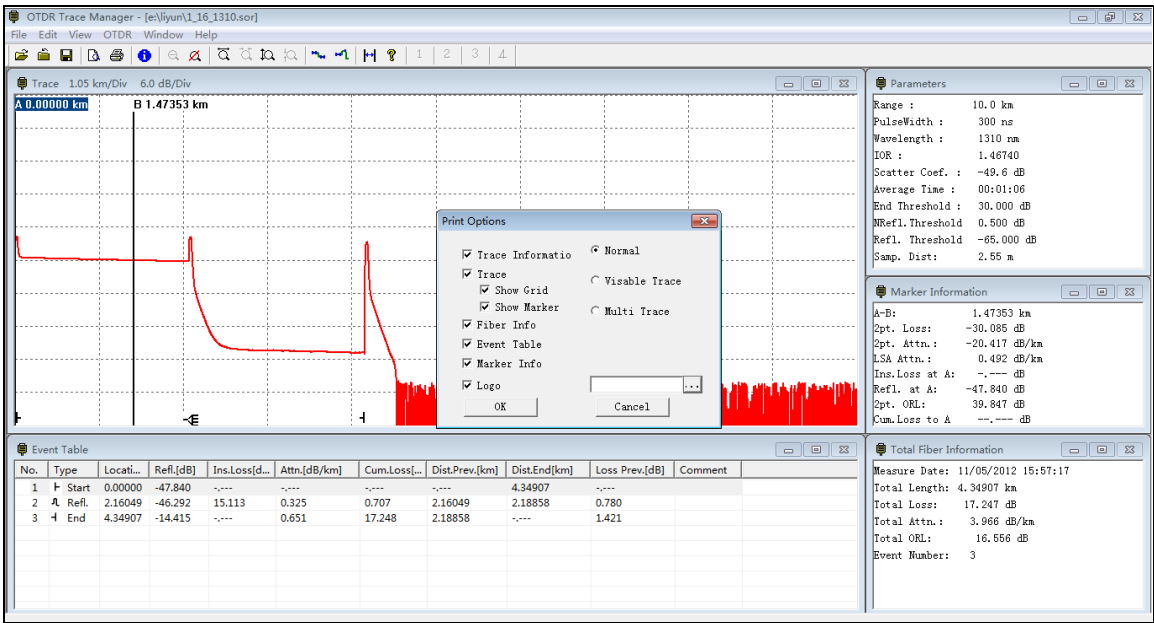 OTDR Trace Manager - [e:\liyun\1_16_1310.sor]
File Edit View OTDR Window Help
1 2 3 4
Trace 1.05 km/Div 6.0 dB/Div
A 0.00000 km B 1.47353 km
Print Options
Trace Informatio
Normal
Trace
Visable Trace
Show Grid
Show Marker
Multi Trace
Fiber Info
Event Table
Marker Info
Logo
...
OK Cancel
Parameters
Range : 10.0 km
PulseWidth : 300 ns
Wavelength : 1310 nm
IOR : 1.46740
Scatter Coef. : -49.6 dB
Average Time : 00:01:06
End Threshold : 30.000 dB
NRefl.Threshold 0.500 dB
Refl. Threshold -65.000 dB
Samp. Dist: 2.55 m
Marker Information
A-B: 1.47353 km
2pt. Loss: -30.085 dB
2pt. Attn.: -20.417 dB/km
LSA Attn.: 0.492 dB/km
Ins.Loss at A: -.--- dB
Refl. at A: -47.840 dB
2pt. ORL: 39.847 dB
Cum.Loss to A --.--- dB
Event Table
No. Type Locati... Refl.[dB] Ins.Loss[d... Attn.[dB/km] Cum.Loss[... Dist.Prev.[km] Dist.End[km] Loss Prev.[dB] Comment
1 Start 0.00000 -47.840 -.--- -.--- -.--- -.--- 4.34907 -.---
2 Refl. 2.16049 -46.292 15.113 0.325 0.707 2.16049 2.18858 0.780
3 End 4.34907 -14.415 -.--- 0.651 17.248 2.18858 -.--- 1.421
Total Fiber Information
Measure Date: 11/05/2012 15:57:17
Total Length: 4.34907 km
Total Loss: 17.247 dB
Total Attn.: 3.966 dB/km
Total ORL: 16.556 dB
Event Number: 3